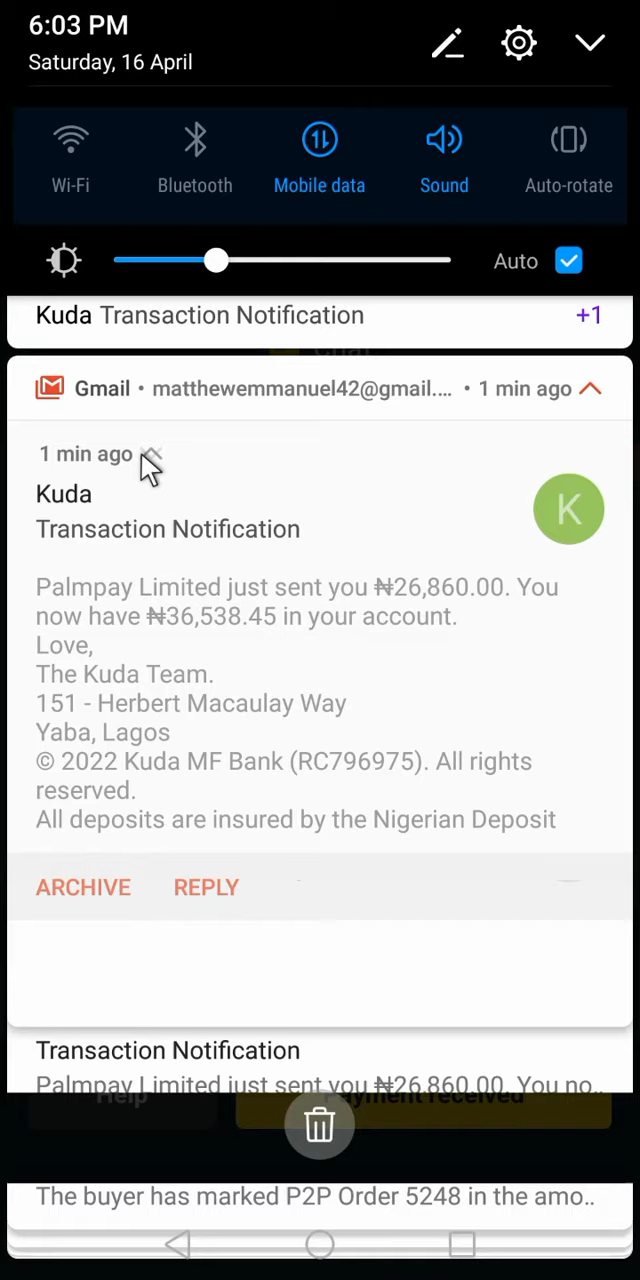 6:03 PM
Saturday, 16 April
Wi-Fi Bluetooth Mobile data Sound Auto-rotate
Auto
Kuda Transaction Notification +1
Chat
Gmail • matthewemmanuel42@gmail.... • 1 min ago
1 min ago
Kuda
K
Transaction Notification
Palmpay Limited just sent you ₦26,860.00. You
now have ₦36,538.45 in your account.
Love,
The Kuda Team.
151 - Herbert Macaulay Way
Yaba, Lagos
© 2022 Kuda MF Bank (RC796975). All rights
reserved.
All deposits are insured by the Nigerian Deposit
ARCHIVE REPLY
Transaction Notification
Palmpay Limited just sent you ₦26,860.00. You no..
Help Payment received
The buyer has marked P2P Order 5248 in the amo..